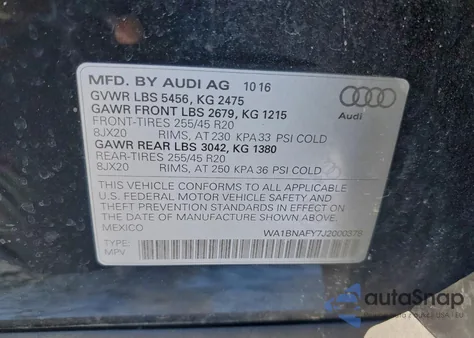 MFD. BY AUDI AG 10 16
GVWR LBS 5456, KG 2475
GAWR FRONT LBS 2679, KG 1215
FRONT-TIRES 255/45 R20
8JX20 RIMS, AT 230 KPA 33 PSI COLD
GAWR REAR LBS 3042, KG 1380
REAR-TIRES 255/45 R20
8JX20 RIMS, AT 250 KPA 36 PSI COLD
Audi
THIS VEHICLE CONFORMS TO ALL APPLICABLE
U.S. FEDERAL MOTOR VEHICLE SAFETY AND
THEFT PREVENTION STANDARDS IN EFFECT ON
THE DATE OF MANUFACTURE SHOWN ABOVE.
MEXICO
TYPE:
MPV
WA1BNAFY7J2000378
autaSnap